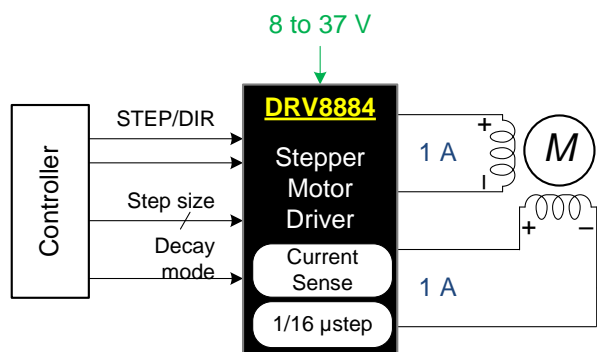 8 to 37 V
Controller
STEP/DIR
Step size
Decay
mode
DRV8884
Stepper
Motor
Driver
Current
Sense
1/16 µstep
+
1 A
−
M
+
−
1 A